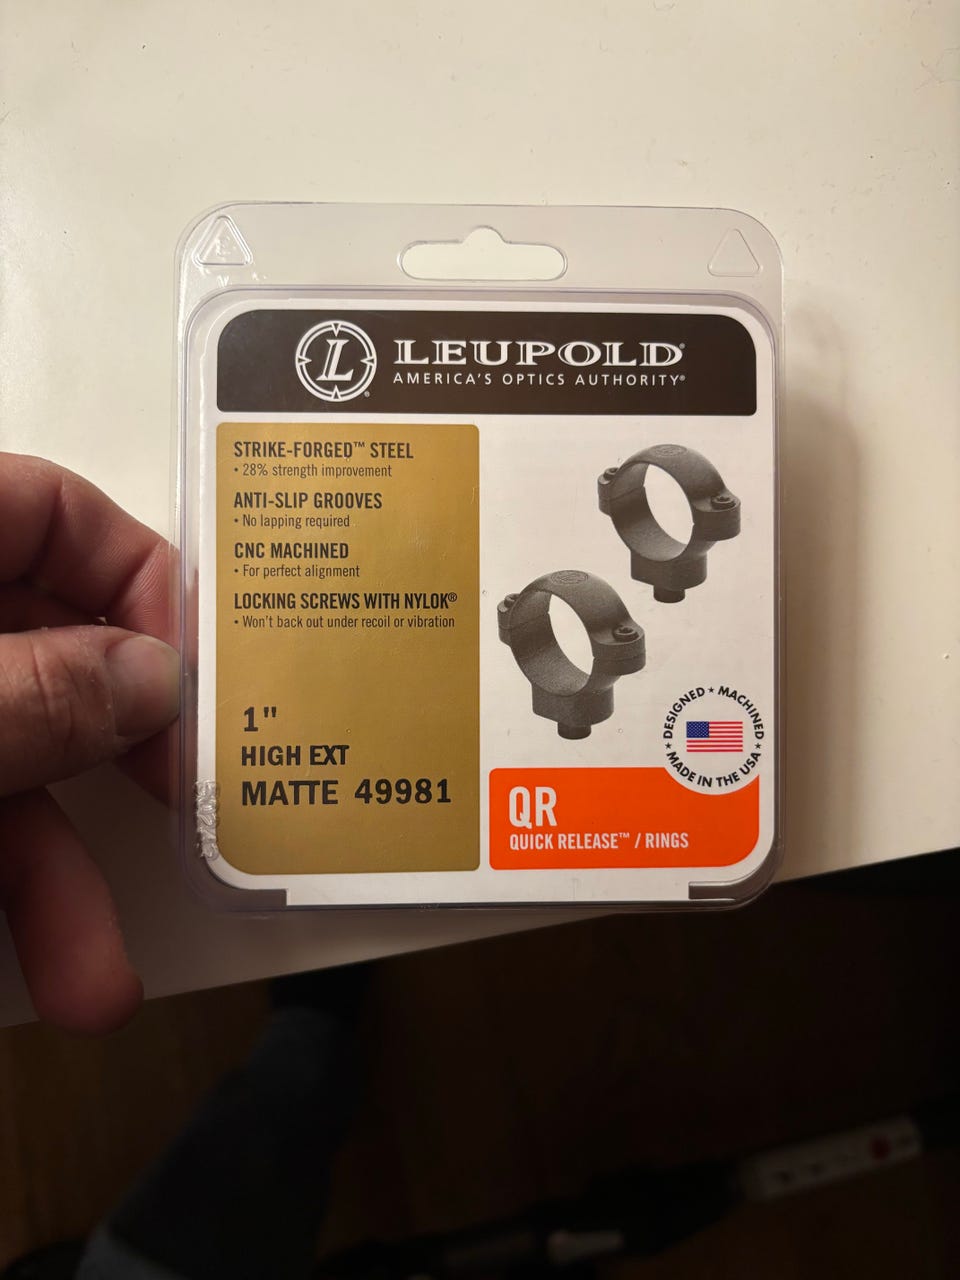 L
LEUPOLD®
AMERICA'S OPTICS AUTHORITY®
STRIKE-FORGED™ STEEL
• 28% strength improvement
ANTI-SLIP GROOVES
• No lapping required
CNC MACHINED
• For perfect alignment
LOCKING SCREWS WITH NYLOK®
• Won't back out under recoil or vibration
1"
HIGH EXT
MATTE 49981
DESIGNED ★ MACHINED ★ MADE IN THE USA ★
QR
QUICK RELEASE™ / RINGS